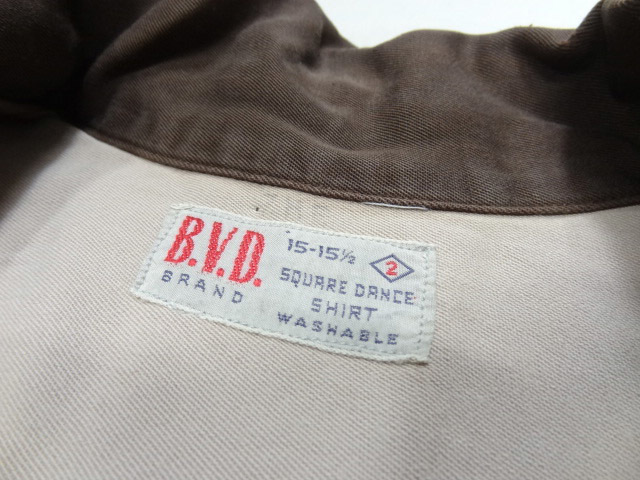 B.V.D.
BRAND
15-15½
2
SQUARE DANCE
SHIRT
WASHABLE